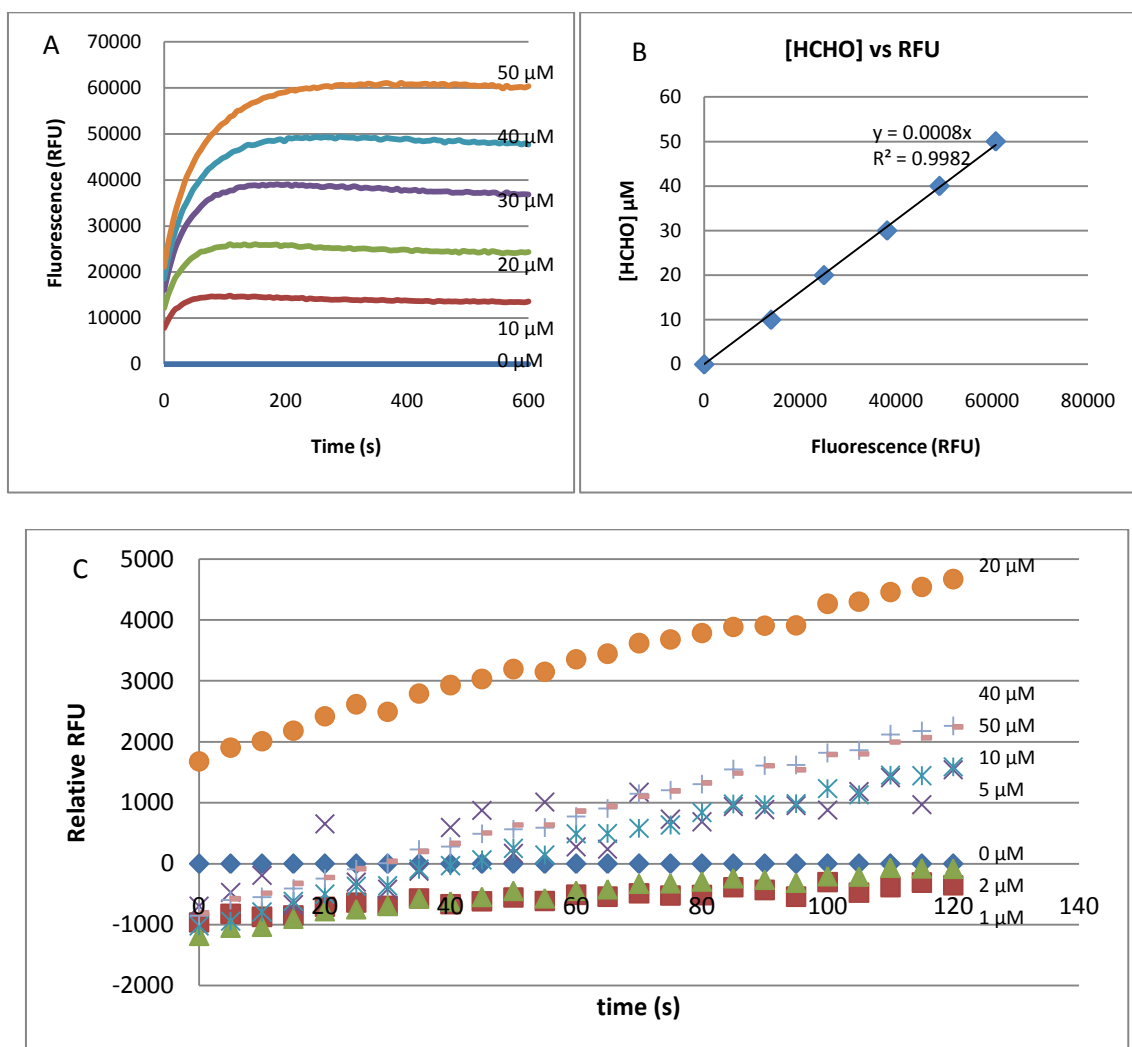 A
70000
60000
50000
40000
30000
20000
10000
0
Fluorescence (RFU)
50 µM
40 µM
30 µM
20 µM
10 µM
0 µM
0 200 400 600
Time (s)
B
[HCHO] vs RFU
60
50
40
30
20
10
0
[HCHO] µM
y = 0.0008x
R² = 0.9982
0 20000 40000 60000 80000
Fluorescence (RFU)
C
5000
4000
3000
2000
1000
0
-1000
-2000
Relative RFU
20 µM
40 µM
50 µM
10 µM
5 µM
0 µM
2 µM
1 µM
0 20 40 60 80 100 120 140
time (s)